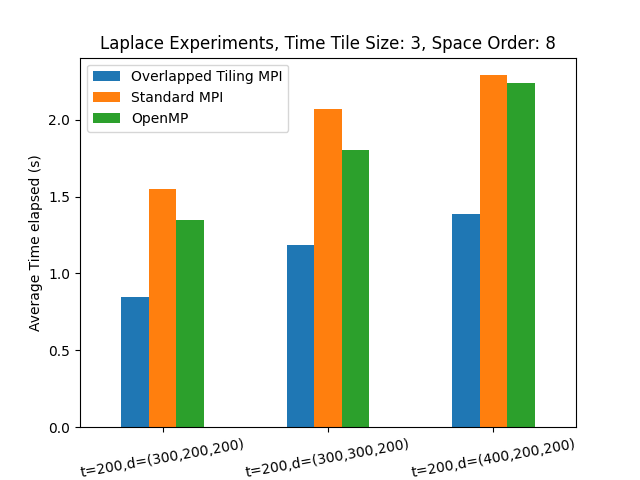 Laplace Experiments, Time Tile Size: 3, Space Order: 8
Overlapped Tiling MPI
Standard MPI
OpenMP
Average Time elapsed (s)
2.0
1.5
1.0
0.5
0.0
t=200,d=(300,200,200)
t=200,d=(300,300,200)
t=200,d=(400,200,200)